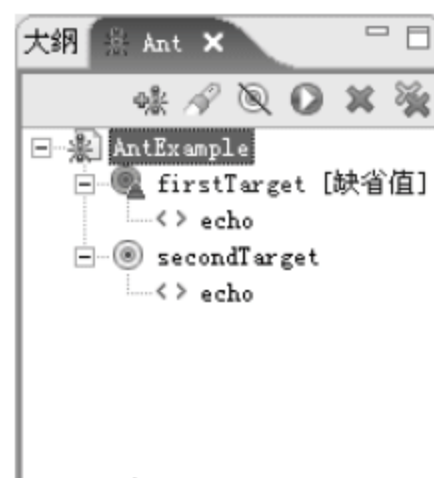 大纲 Ant
AntExample
firstTarget [缺省值]
< > echo
secondTarget
< > echo